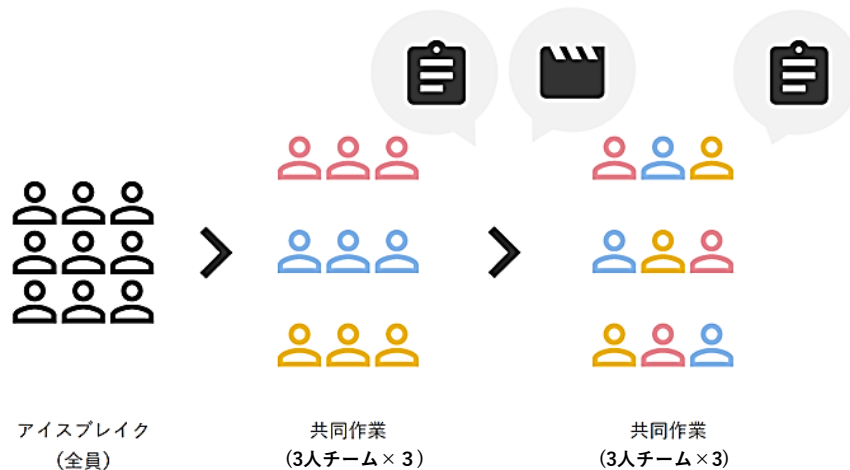 アイスブレイク
(全員)
共同作業
(3人チーム×３)
共同作業
(3人チーム×3)